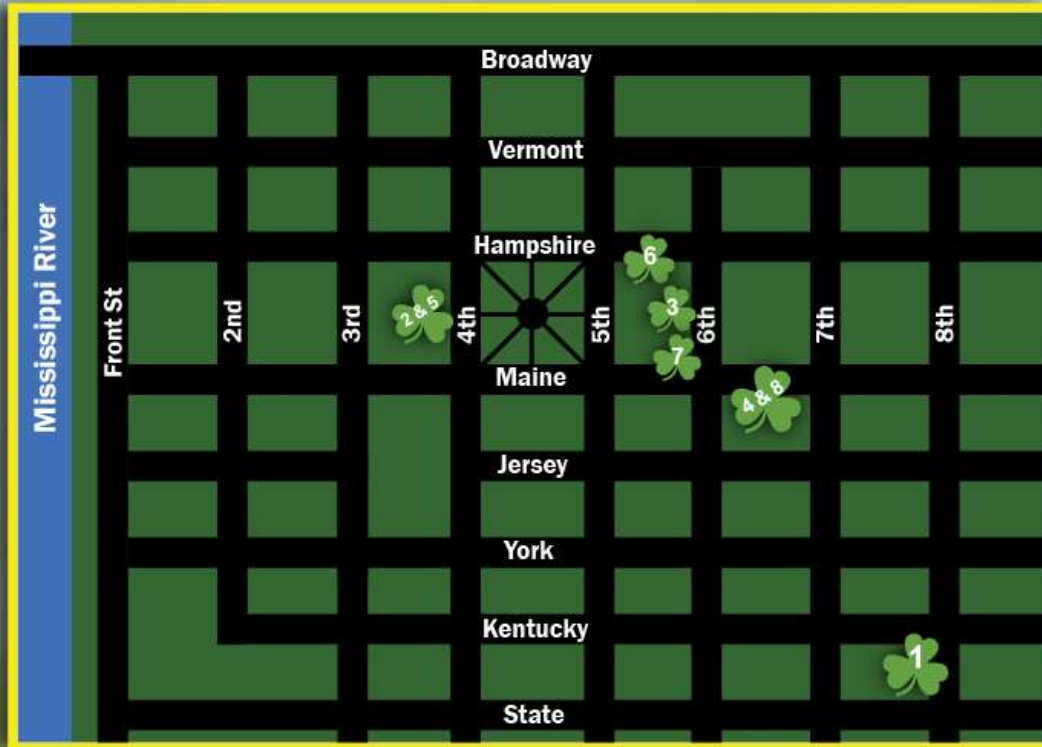 Broadway
Vermont
Hampshire
6
Mississippi River
Front St
2nd
3rd
2 & 5
4th
5th
3
6th
7th
8th
7
Maine
4 & 8
Jersey
York
Kentucky
1
State